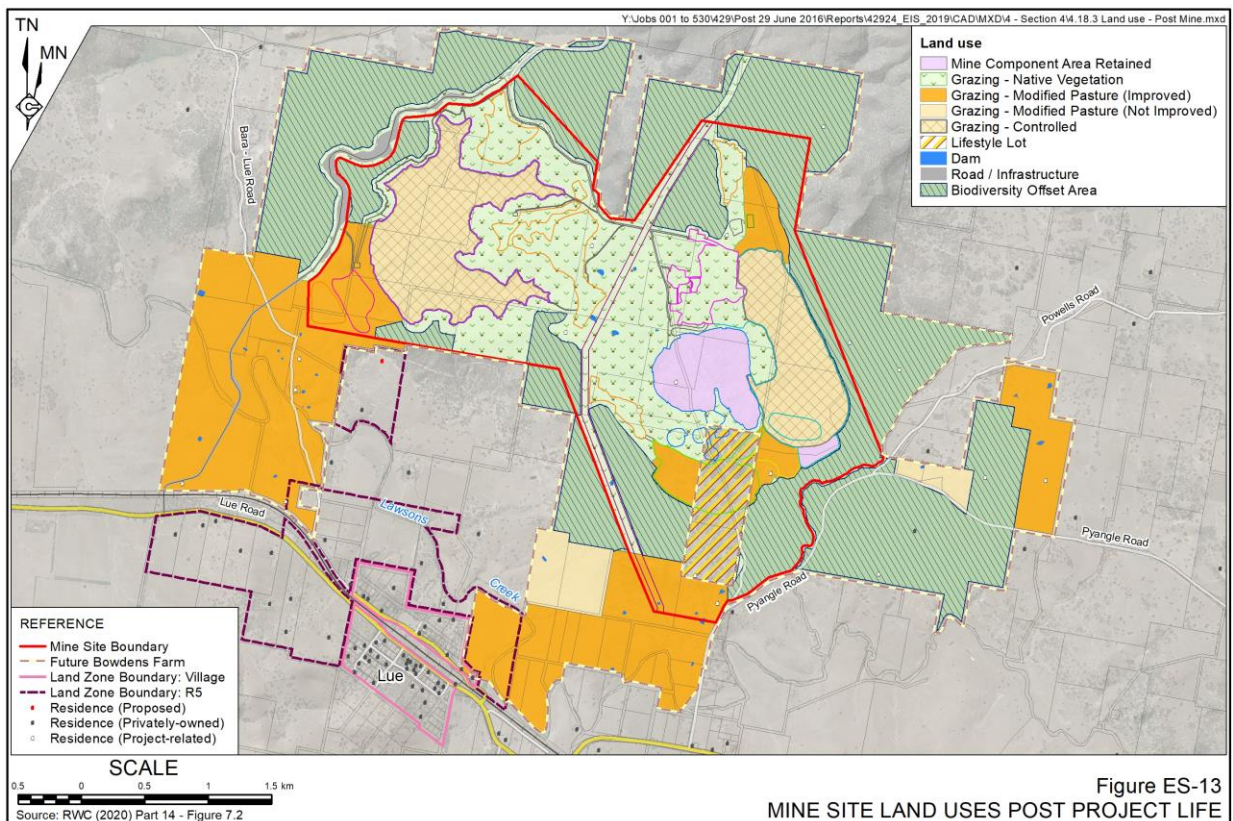 Y:\Jobs 001 to 530\429\Post 29 June 2016\Reports\42924_EIS_2019\CAD\MXD\4 - Section 4\4.18.3 Land use - Post Mine.mxd
TN
MN
Land use
Mine Component Area Retained
Grazing - Native Vegetation
Grazing - Modified Pasture (Improved)
Grazing - Modified Pasture (Not Improved)
Grazing - Controlled
Lifestyle Lot
Dam
Road / Infrastructure
Biodiversity Offset Area
Bara - Lue Road
Powells Road
Lue Road
Lawsons
Creek
Pyangle Road
Pyangle Road
Lue
REFERENCE
Mine Site Boundary
Future Bowdens Farm
Land Zone Boundary: Village
Land Zone Boundary: R5
Residence (Proposed)
Residence (Privately-owned)
Residence (Project-related)
SCALE
0.5 0 0.5 1 1.5 km
Source: RWC (2020) Part 14 - Figure 7.2
Figure ES-13
MINE SITE LAND USES POST PROJECT LIFE